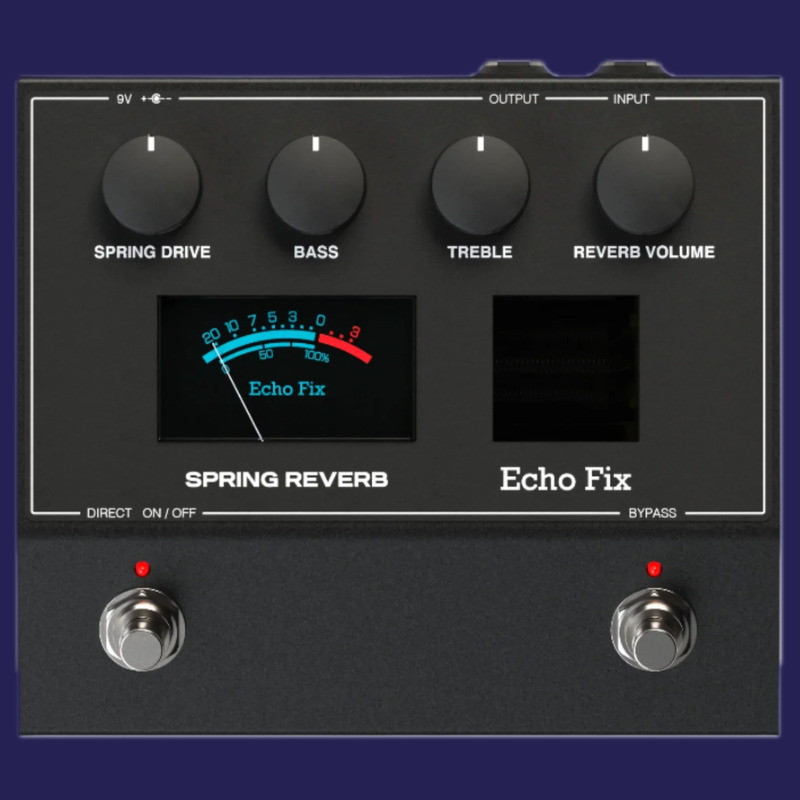 9V OUTPUT INPUT
SPRING DRIVE BASS TREBLE REVERB VOLUME
20 10 7 5 3 0 3
0 50 100%
Echo Fix
SPRING REVERB Echo Fix
DIRECT ON / OFF BYPASS